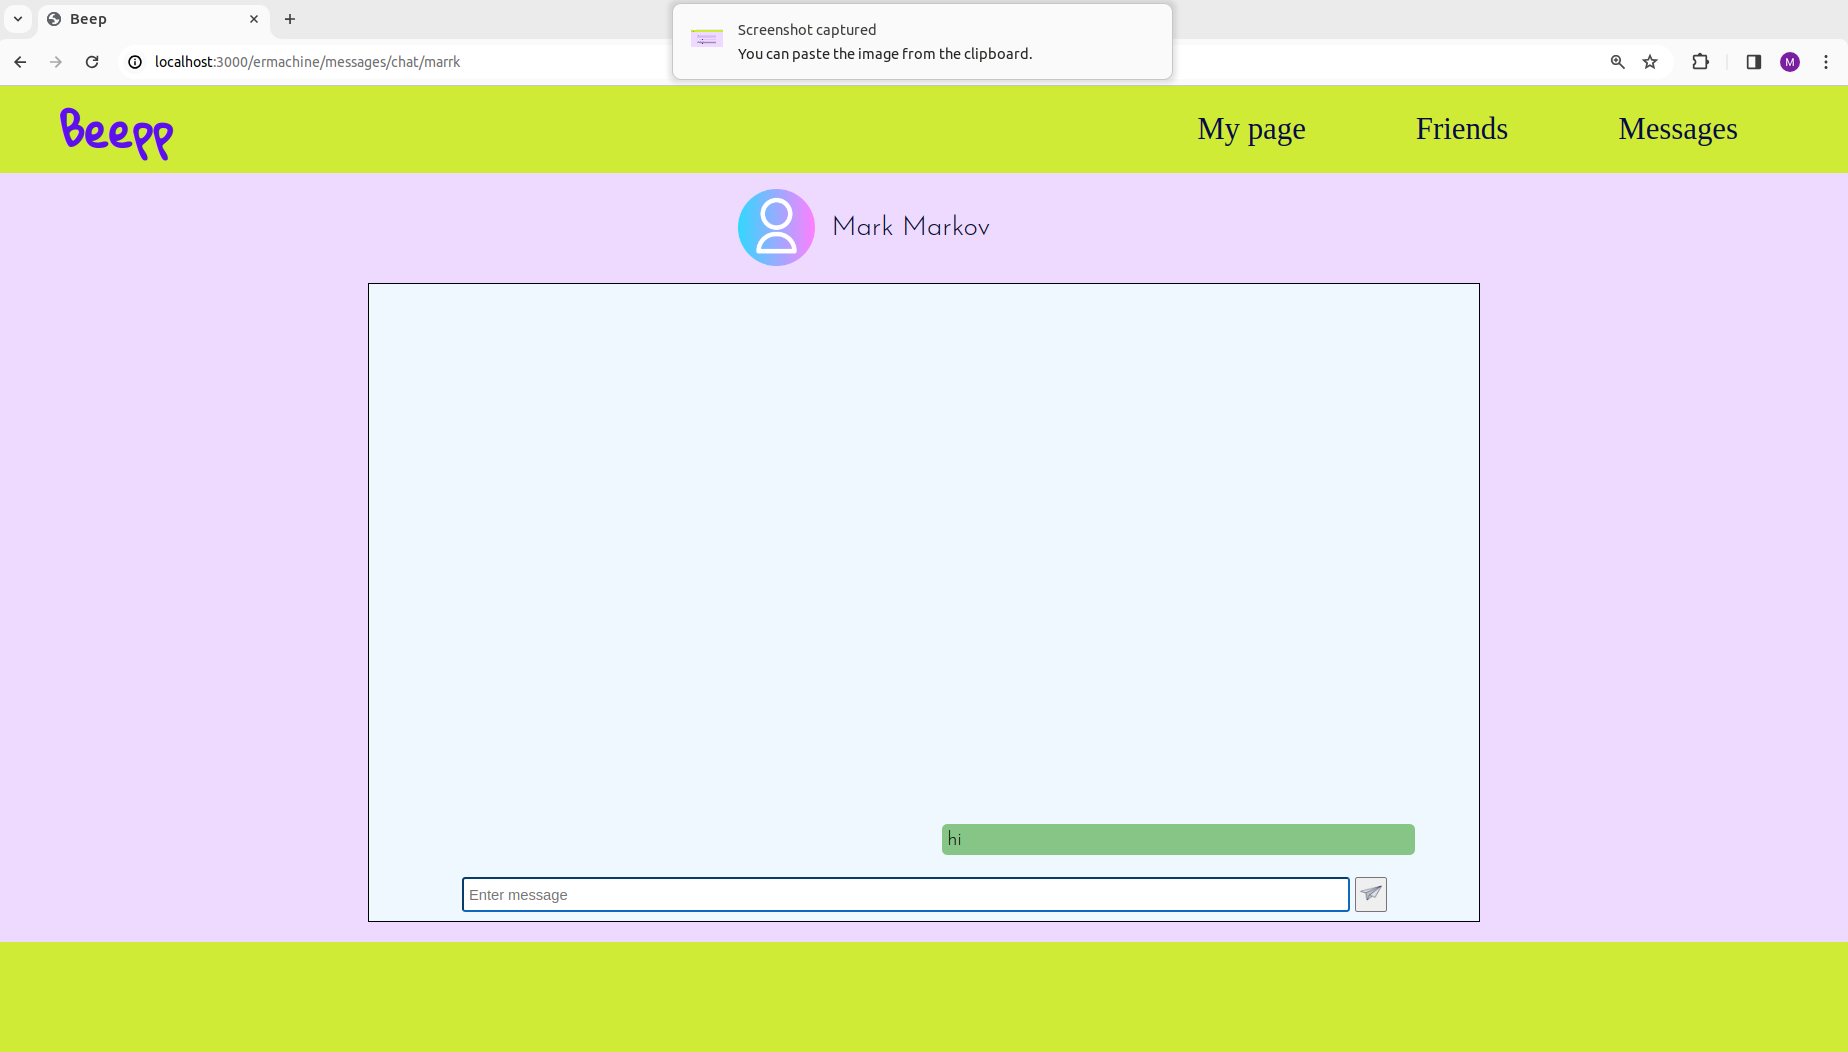 Beep
Screenshot captured
You can paste the image from the clipboard.
localhost:3000/ermachine/messages/chat/marrk
M
Beepp
My page
Friends
Messages
Mark Markov
hi
Enter message